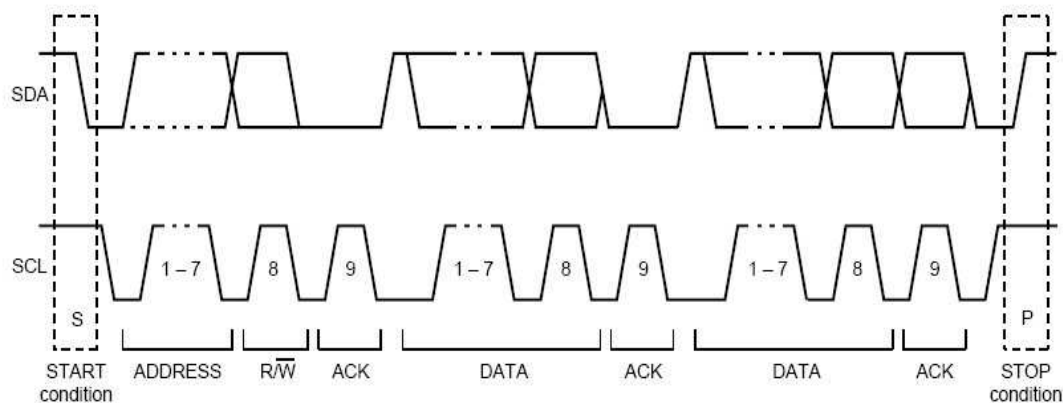 SDA
SCL
1 – 7 8 9 1 – 7 8 9 1 – 7 8 9
S P
START condition ADDRESS R/W̅ ACK DATA ACK DATA ACK STOP condition